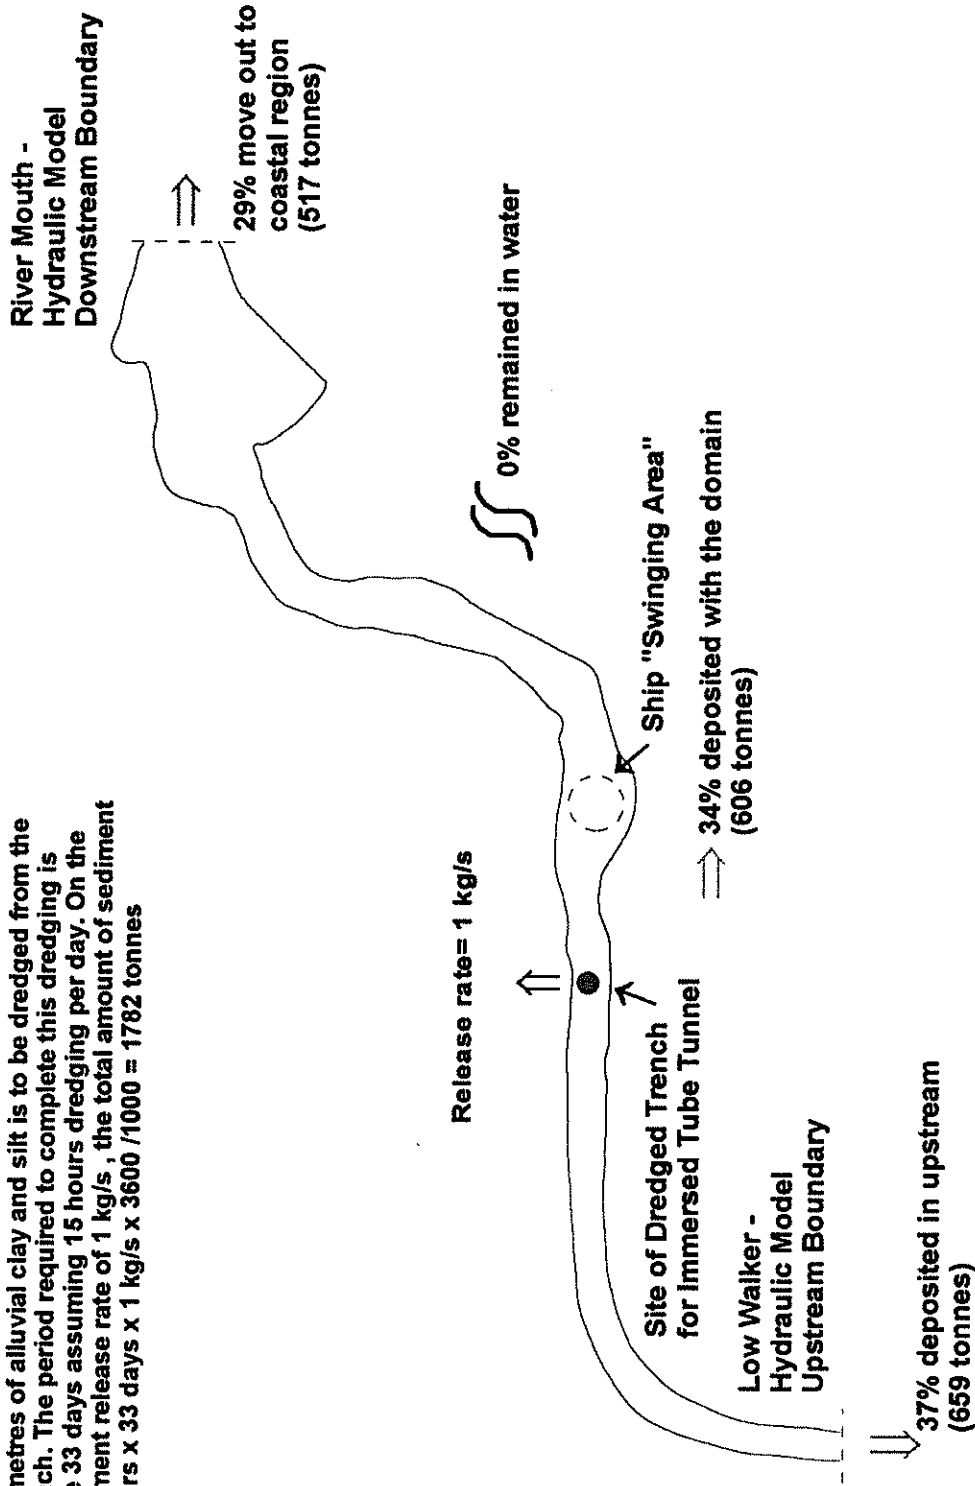 metres of alluvial clay and silt is to be dredged from the
ch. The period required to complete this dredging is
33 days assuming 15 hours dredging per day. On the
ment release rate of 1 kg/s , the total amount of sediment
rs x 33 days x 1 kg/s x 3600 /1000 = 1782 tonnes
River Mouth -
Hydraulic Model
Downstream Boundary
29% move out to
coastal region
(517 tonnes)
0% remained in water
Release rate= 1 kg/s
Ship "Swinging Area"
34% deposited with the domain
(606 tonnes)
Site of Dredged Trench
for Immersed Tube Tunnel
Low Walker -
Hydraulic Model
Upstream Boundary
37% deposited in upstream
(659 tonnes)